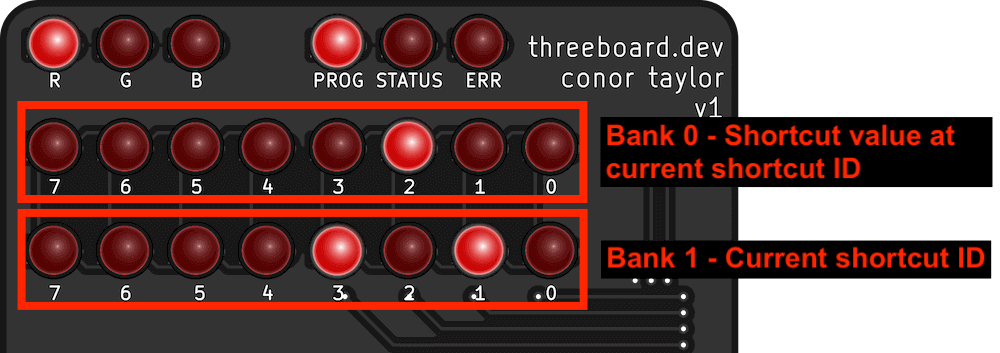 R G B PROG STATUS ERR
threeboard.dev
conor taylor
v1
Bank 0 - Shortcut value at
current shortcut ID
7 6 5 4 3 2 1 0
Bank 1 - Current shortcut ID
7 6 5 4 3 2 1 0